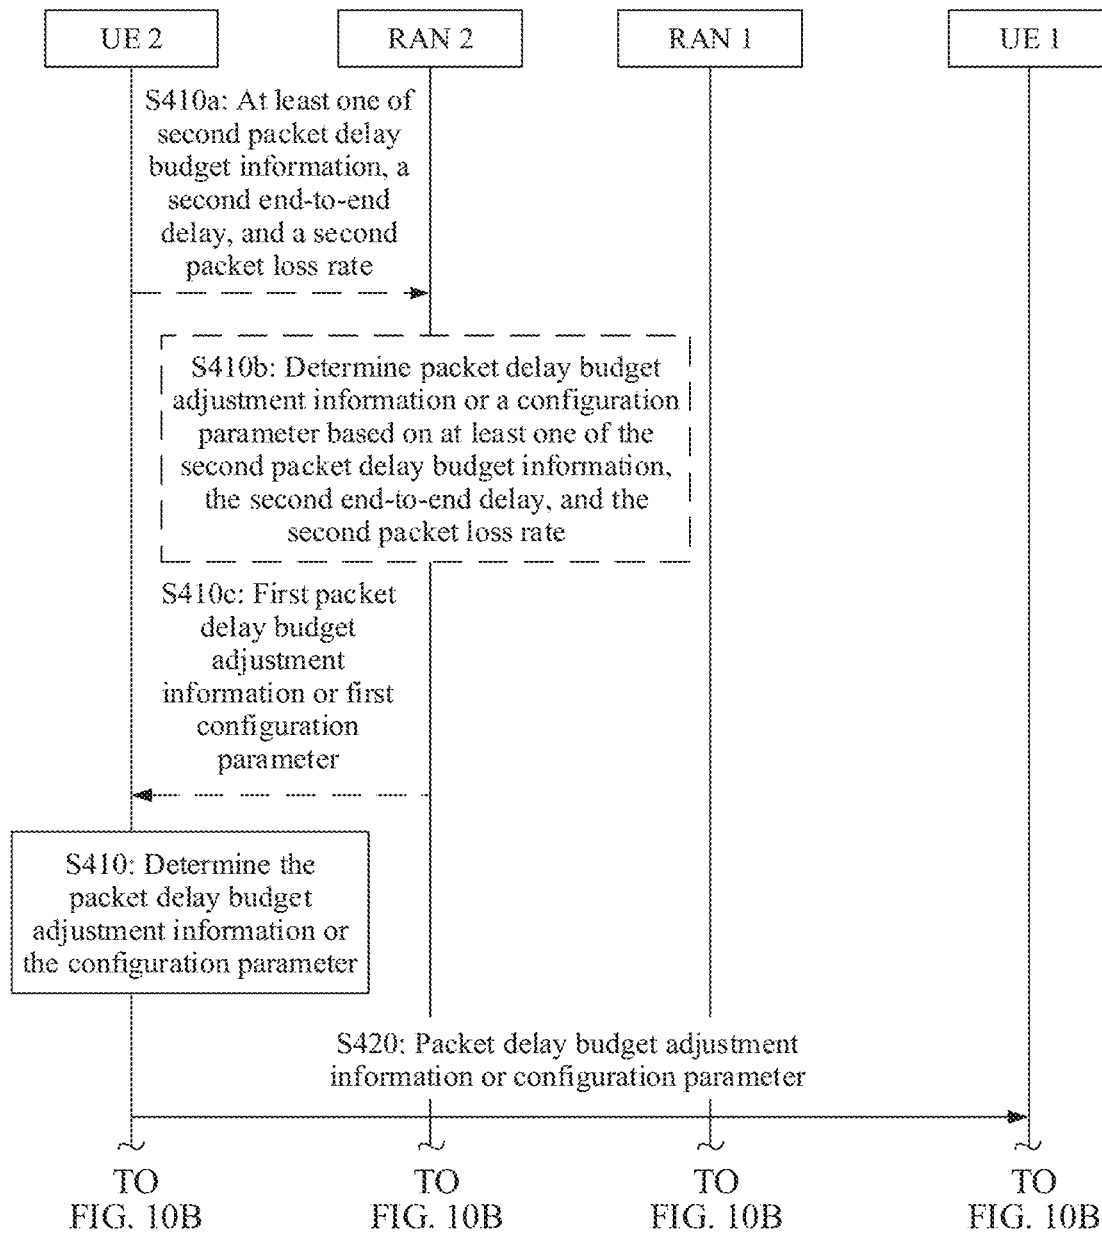 UE 2
RAN 2
RAN 1
UE 1
S410a: At least one of
second packet delay
budget information, a
second end-to-end
delay, and a second
packet loss rate
S410b: Determine packet delay budget
adjustment information or a configuration
parameter based on at least one of the
second packet delay budget information,
the second end-to-end delay, and the
second packet loss rate
S410c: First packet
delay budget
adjustment
information or first
configuration
parameter
S410: Determine the
packet delay budget
adjustment information or
the configuration parameter
S420: Packet delay budget adjustment
information or configuration parameter
TO
FIG. 10B
TO
FIG. 10B
TO
FIG. 10B
TO
FIG. 10B